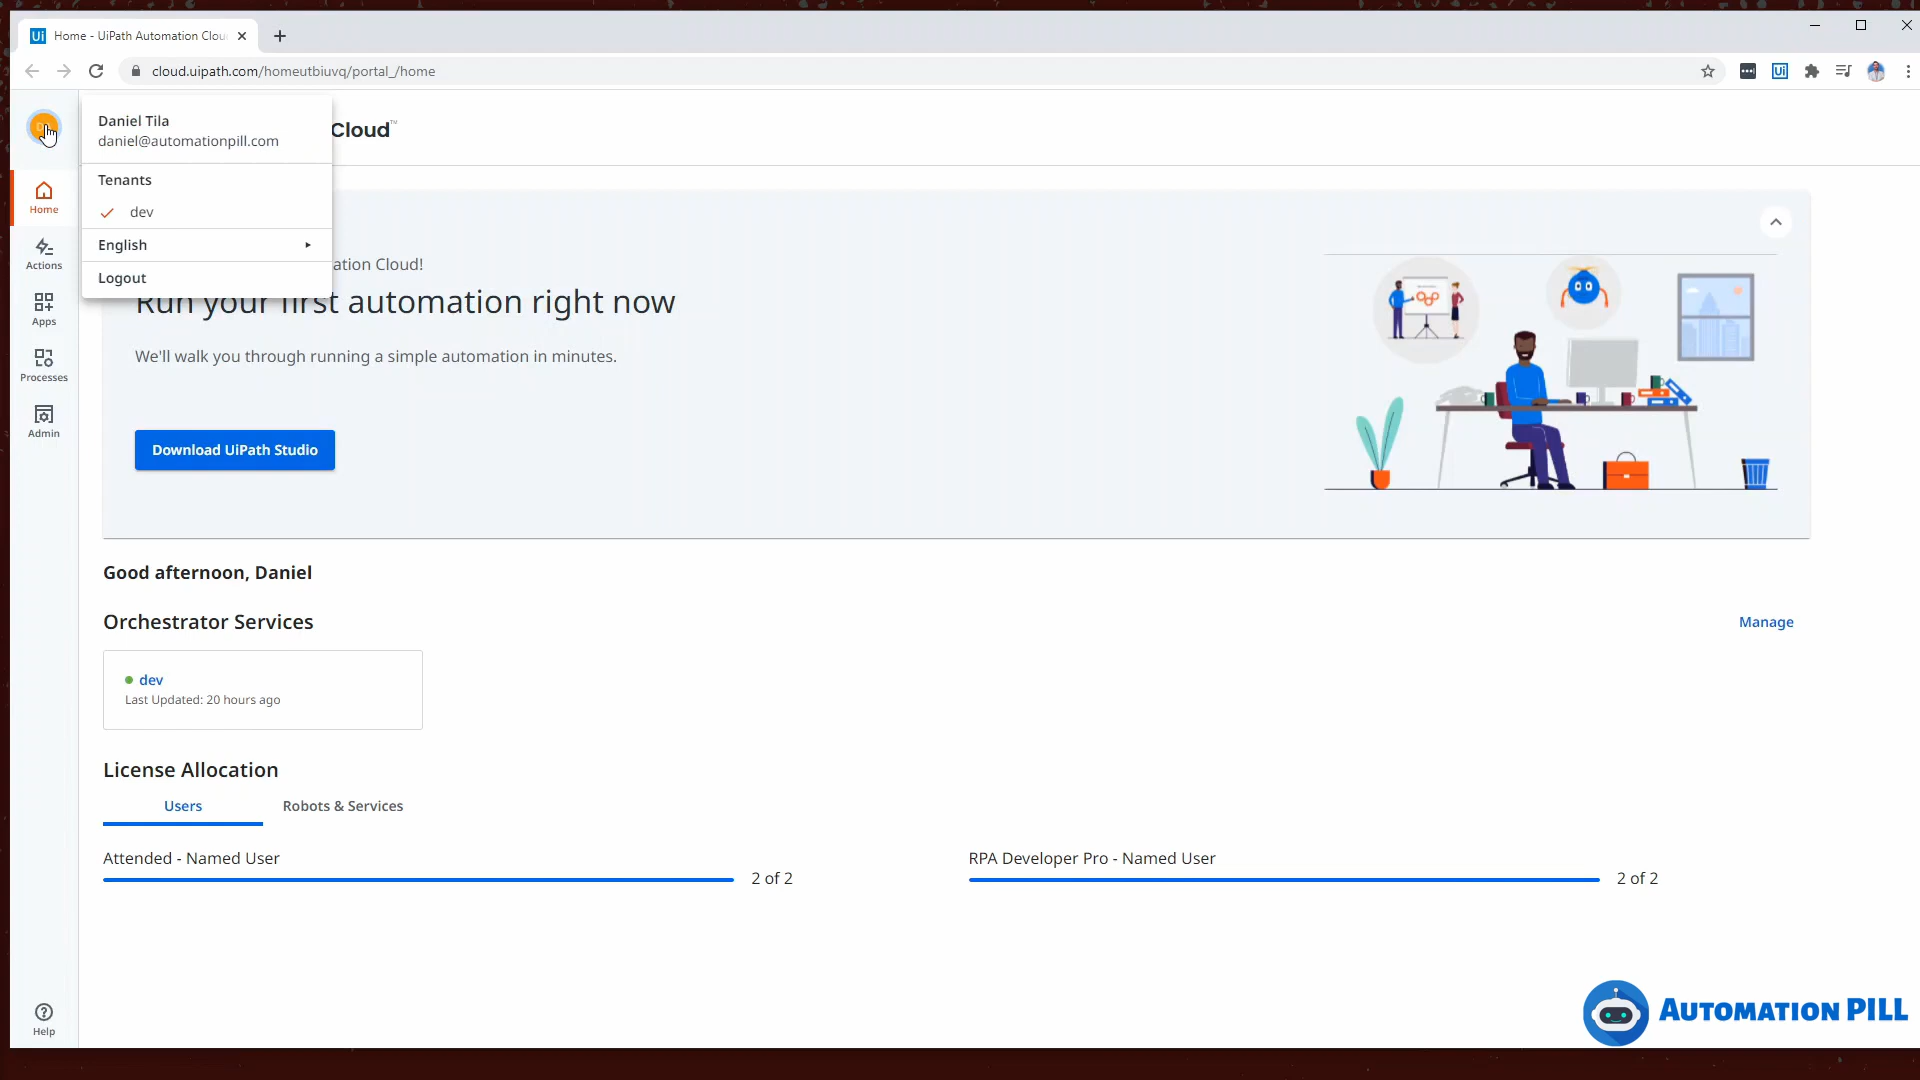 Home - UiPath Automation Clou
cloud.uipath.com/homeutbiuvq/portal_/home
Daniel Tila
daniel@automationpill.com
Cloud™
Tenants
dev
English
Logout
Home
Actions
Apps
Processes
Admin
Help
ation Cloud!
Run your first automation right now
We'll walk you through running a simple automation in minutes.
Download UiPath Studio
Good afternoon, Daniel
Orchestrator Services
Manage
dev
Last Updated: 20 hours ago
License Allocation
Users
Robots & Services
Attended - Named User
2 of 2
RPA Developer Pro - Named User
2 of 2
AUTOMATION PILL